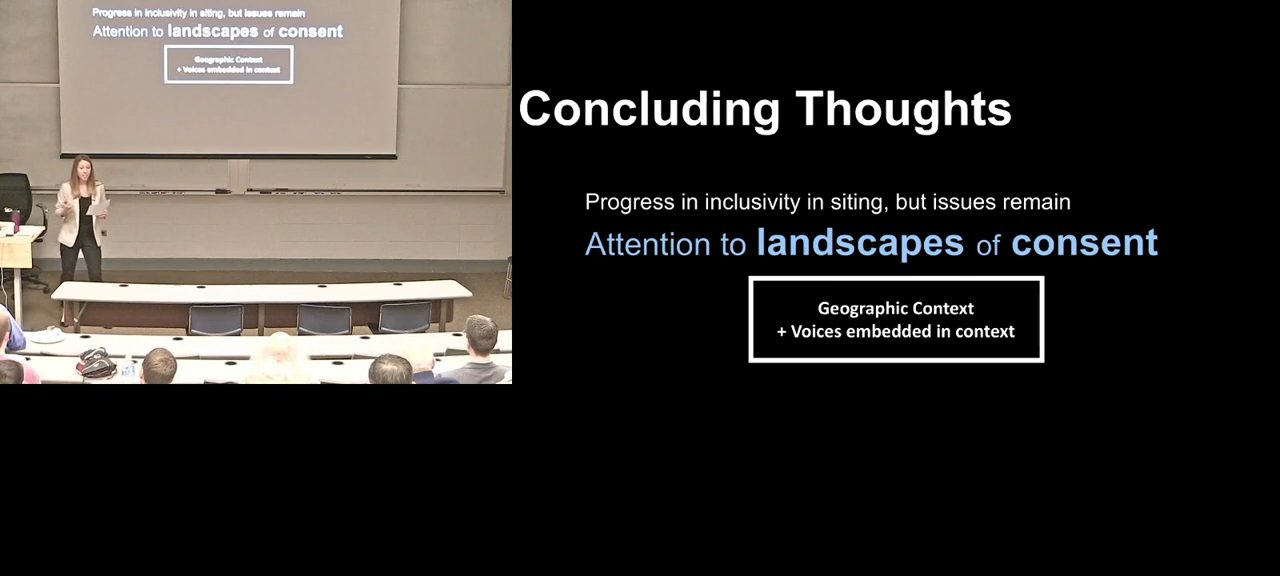 Progress in inclusivity in siting, but issues remain
Attention to landscapes of consent
Geographic Context
+ Voices embedded in context
Concluding Thoughts
Progress in inclusivity in siting, but issues remain
Attention to landscapes of consent
Geographic Context
+ Voices embedded in context